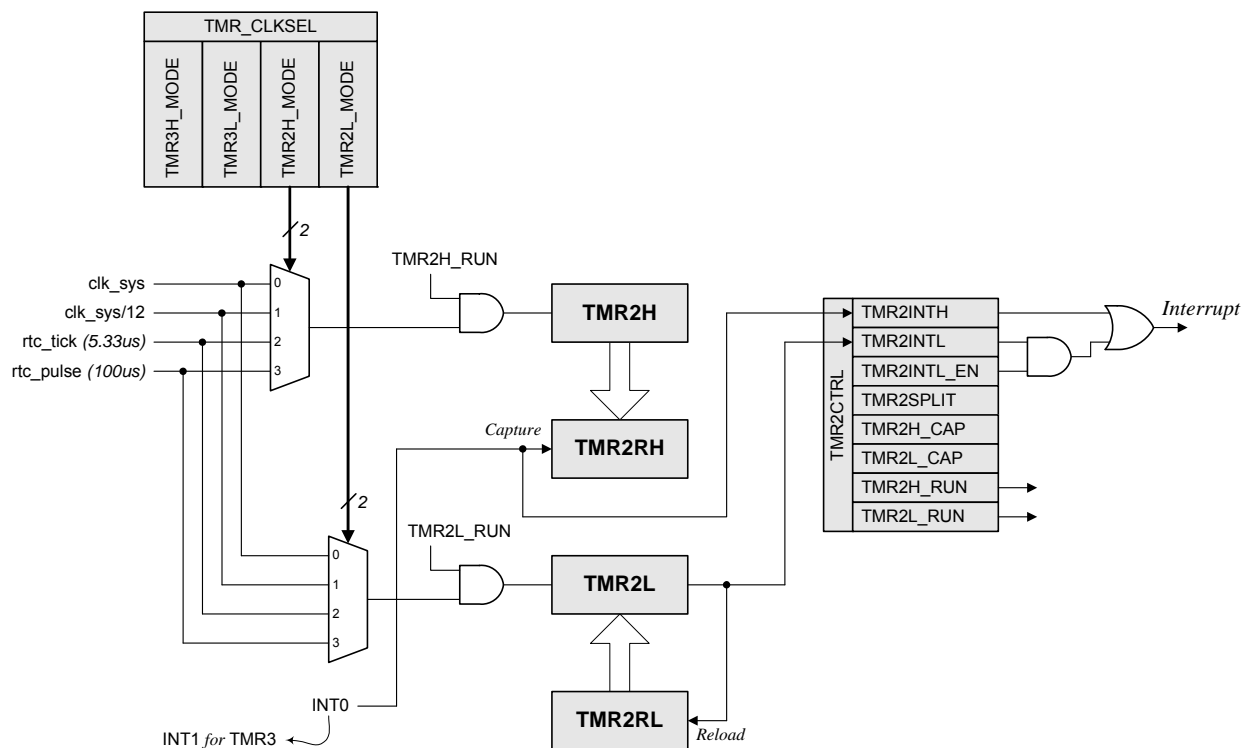 TMR_CLKSEL
TMR3H_MODE
TMR3L_MODE
TMR2H_MODE
TMR2L_MODE
2
clk_sys
clk_sys/12
rtc_tick (5.33us)
rtc_pulse (100us)
0
1
2
3
TMR2H_RUN
TMR2H
Capture
TMR2RH
2
0
1
2
3
TMR2L_RUN
TMR2L
TMR2RL
Reload
INT0
INT1 for TMR3
TMR2CTRL
TMR2INTH
TMR2INTL
TMR2INTL_EN
TMR2SPLIT
TMR2H_CAP
TMR2L_CAP
TMR2H_RUN
TMR2L_RUN
Interrupt